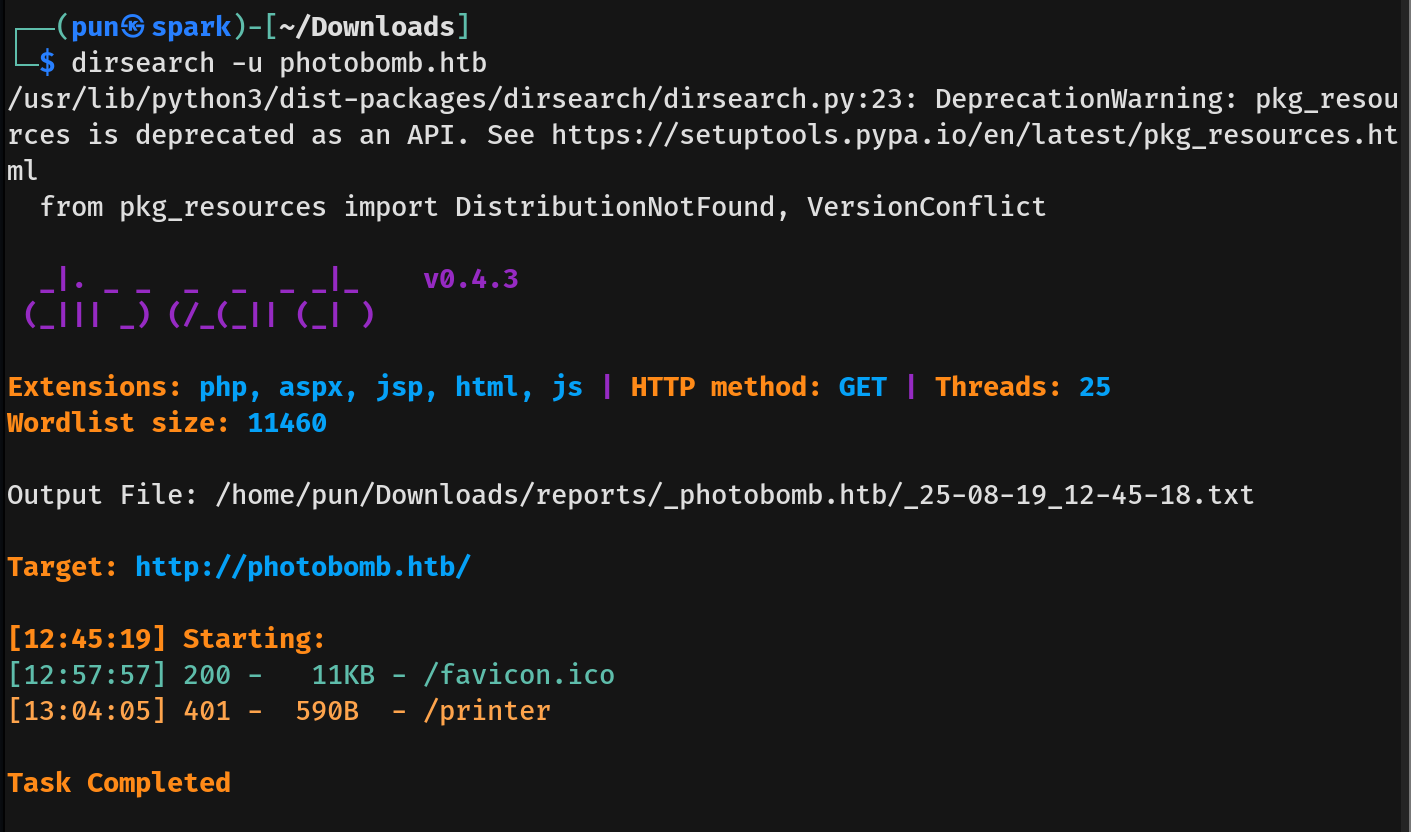 ┌──(pun㉿spark)-[~/Downloads]
└─$ dirsearch -u photobomb.htb
/usr/lib/python3/dist-packages/dirsearch/dirsearch.py:23: DeprecationWarning: pkg_resou
rces is deprecated as an API. See https://setuptools.pypa.io/en/latest/pkg_resources.ht
ml
  from pkg_resources import DistributionNotFound, VersionConflict

  _|. _ _  _  _  _ _|_    v0.4.3
 (_||| _) (/_(_|| (_| )

Extensions: php, aspx, jsp, html, js | HTTP method: GET | Threads: 25
Wordlist size: 11460

Output File: /home/pun/Downloads/reports/_photobomb.htb/_25-08-19_12-45-18.txt

Target: http://photobomb.htb/

[12:45:19] Starting:
[12:57:57] 200 -   11KB - /favicon.ico
[13:04:05] 401 -  590B  - /printer

Task Completed